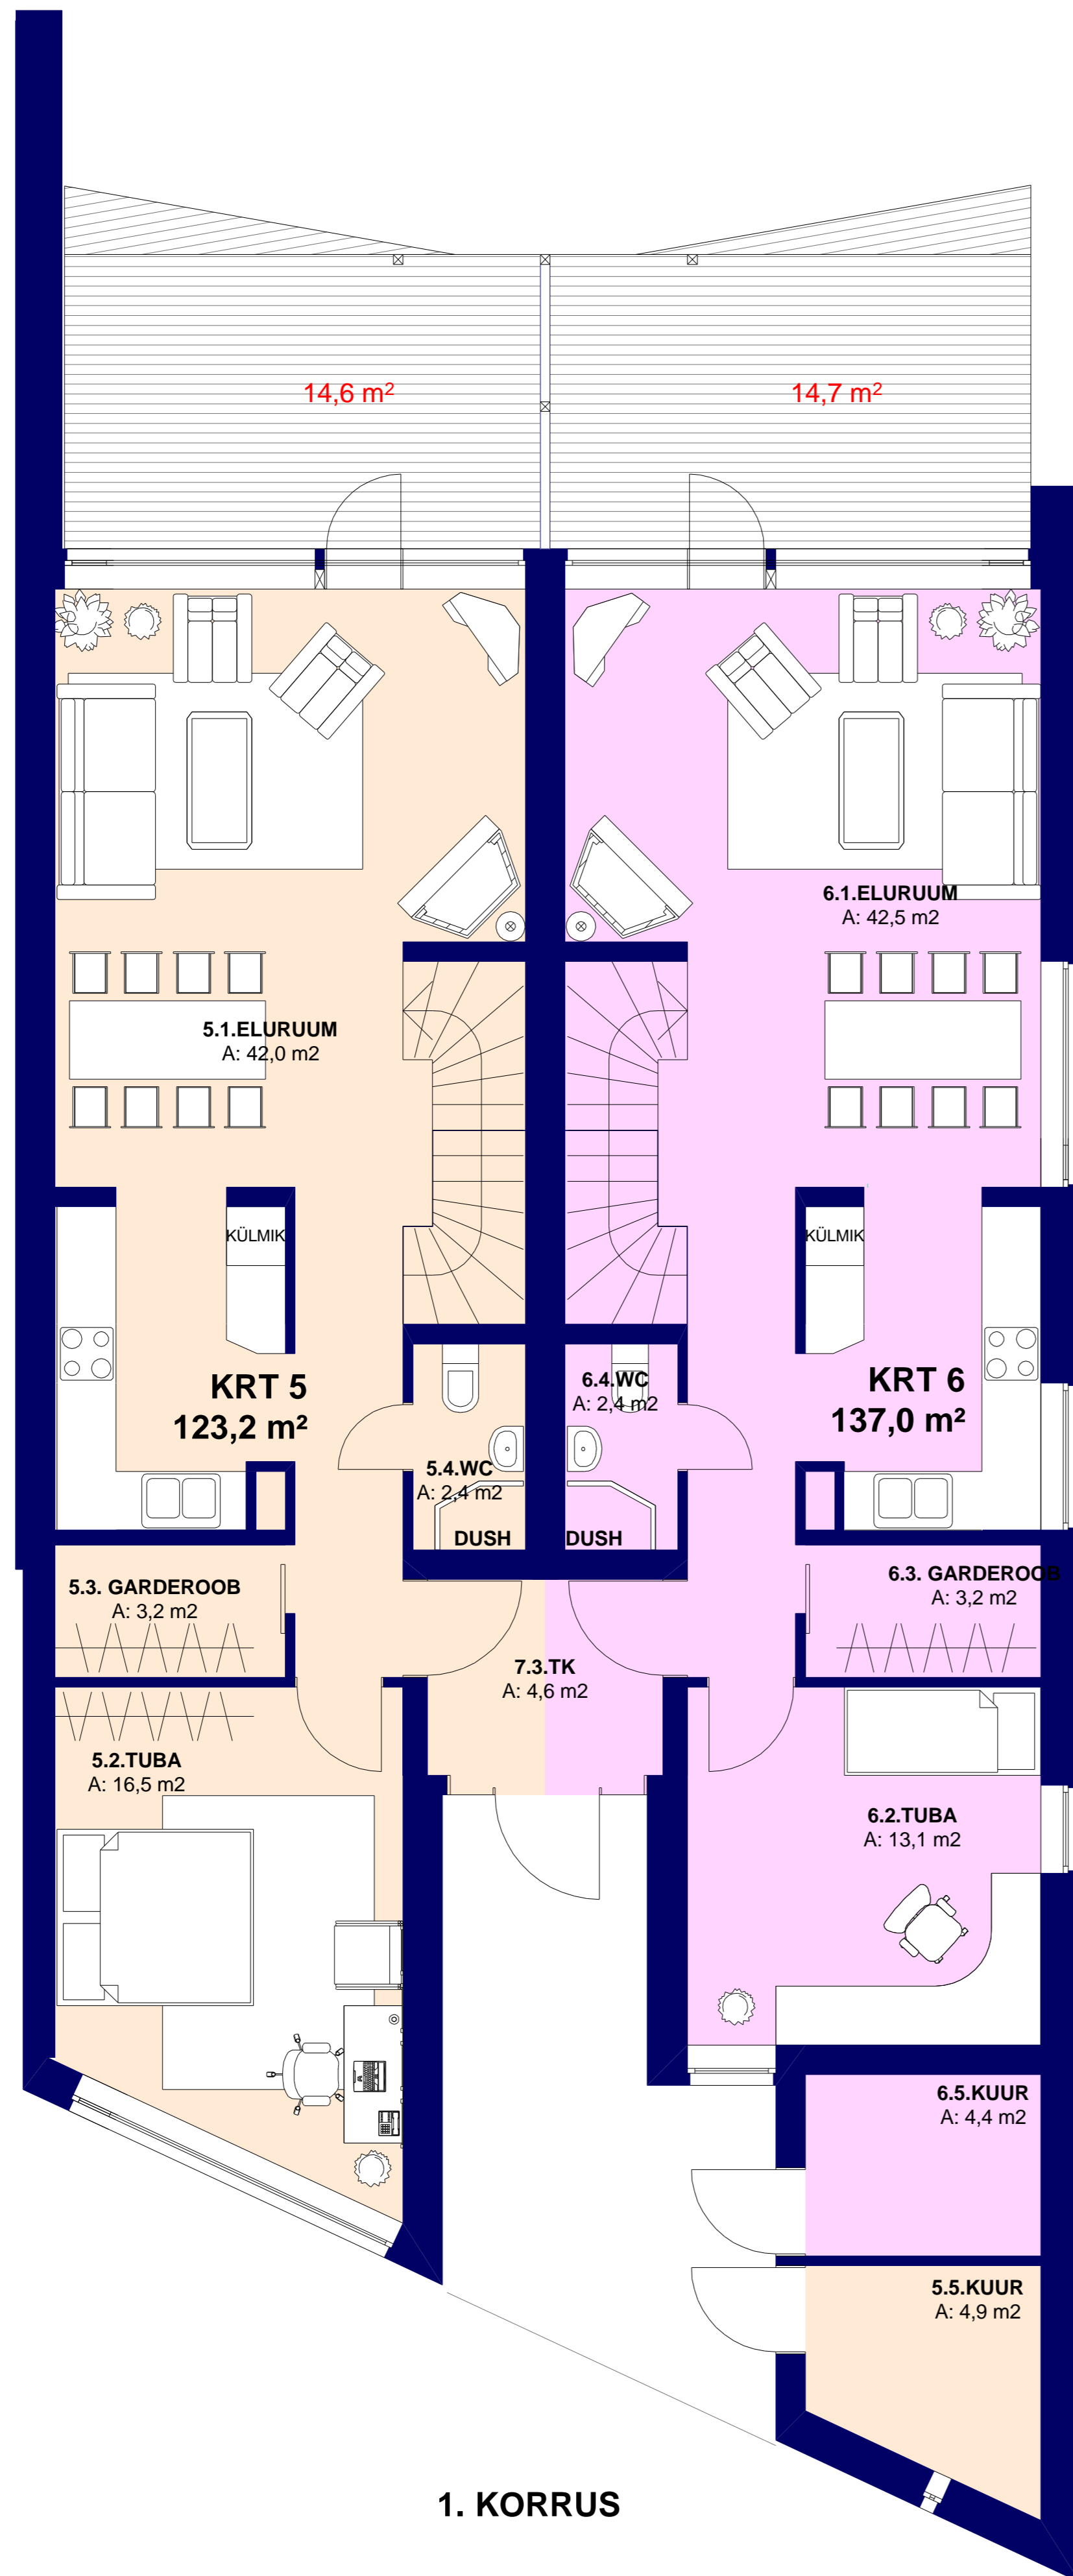 14,6 m²
14,7 m²
6.1.ELURUUM
A: 42,5 m2
5.1.ELURUUM
A: 42,0 m2
KÜLMIK
KÜLMIK
KRT 5
123,2 m²
6.4.WC
A: 2,4 m2
KRT 6
137,0 m²
5.4.WC
A: 2,4 m2
DUSH
DUSH
5.3. GARDEROOB
A: 3,2 m2
6.3. GARDEROOB
A: 3,2 m2
7.3.TK
A: 4,6 m2
5.2.TUBA
A: 16,5 m2
6.2.TUBA
A: 13,1 m2
6.5.KUUR
A: 4,4 m2
5.5.KUUR
A: 4,9 m2
1. KORRUS